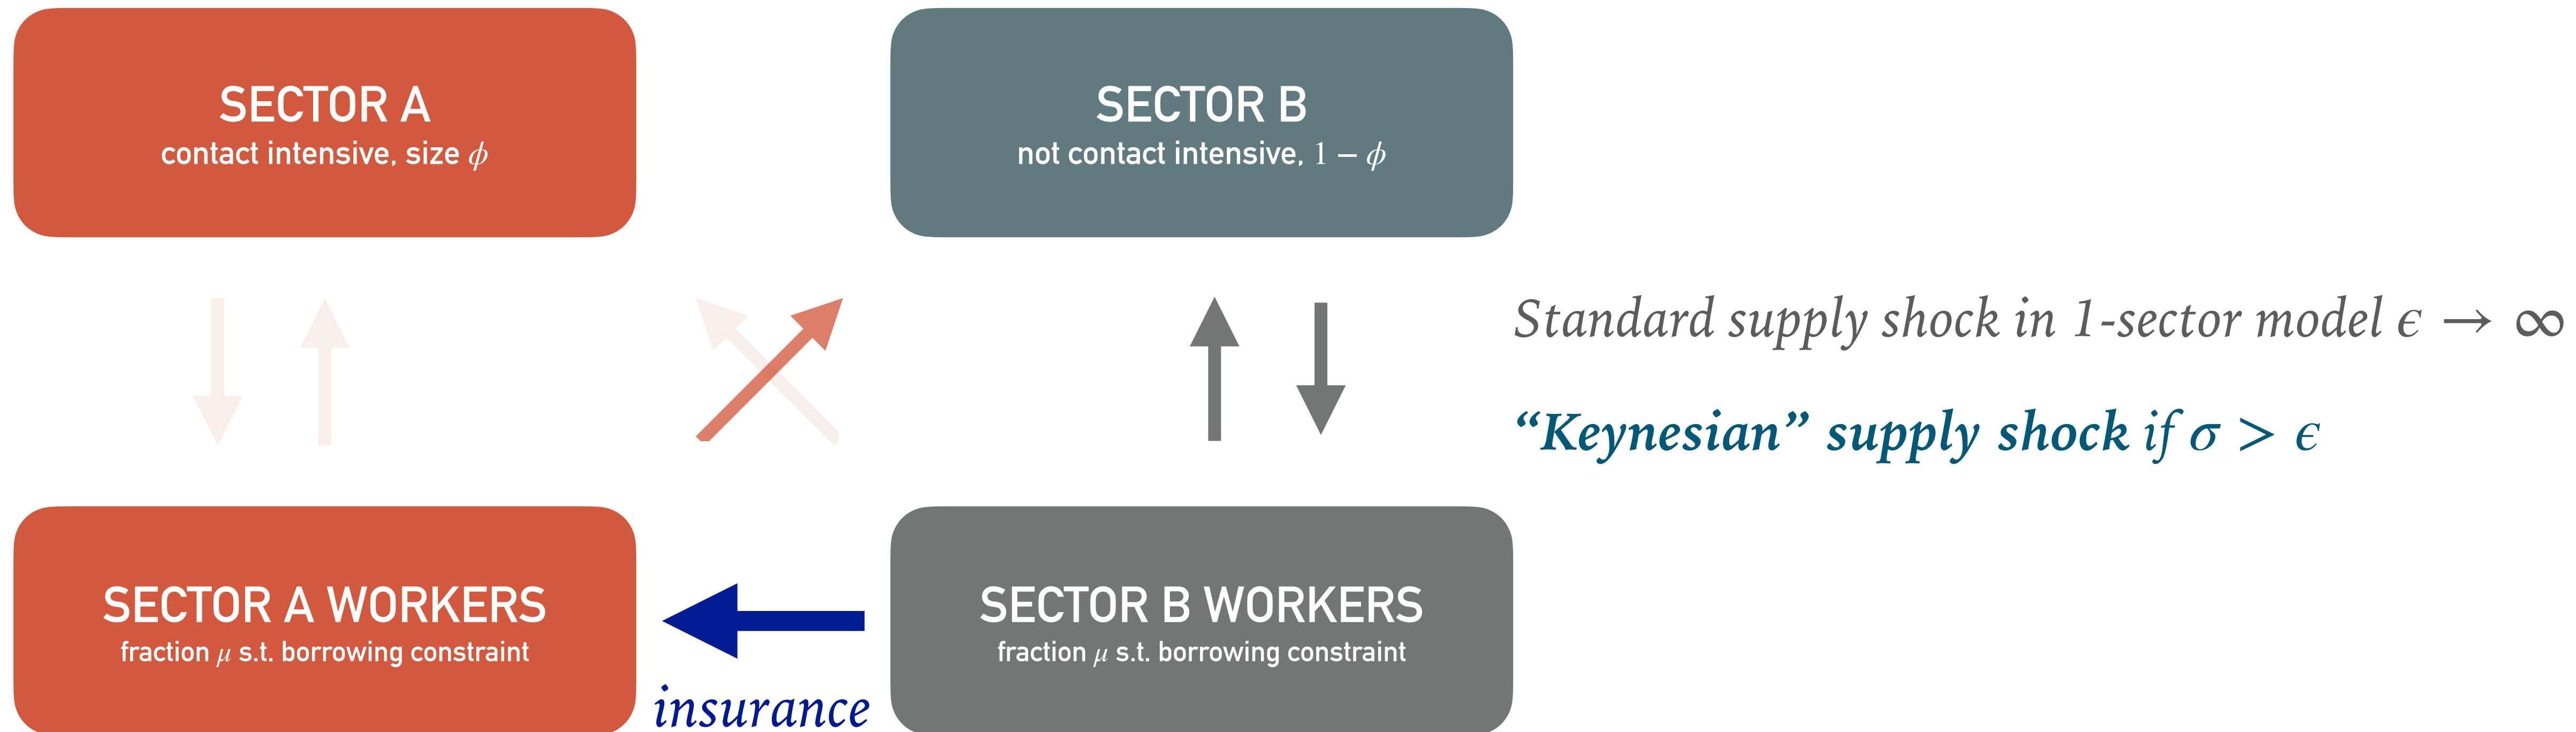 SECTOR A
contact intensive, size ϕ
SECTOR B
not contact intensive, 1 − ϕ
Standard supply shock in 1-sector model ϵ → ∞
“Keynesian” supply shock if σ > ϵ
SECTOR A WORKERS
fraction μ s.t. borrowing constraint
insurance
SECTOR B WORKERS
fraction μ s.t. borrowing constraint